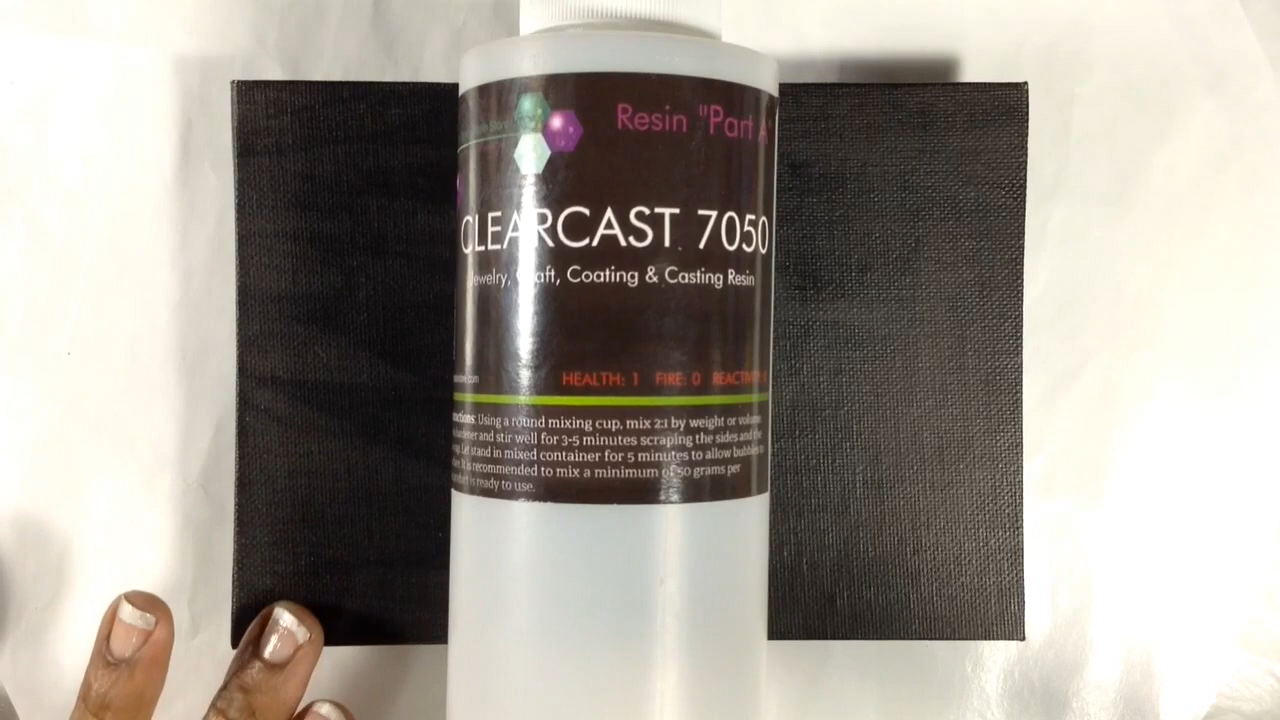 Resin "Part A"
CLEARCAST 7050
Jewelry, Craft, Coating & Casting Resin
HEALTH: 1 FIRE: 0
Using a round mixing cup, mix 2:1 by weight or volume
and stir well for 3-5 minutes scraping the sides and the
Let stand in mixed container for 5 minutes to allow bubbles to
It is recommended to mix a minimum of 50 grams per
is ready to use.